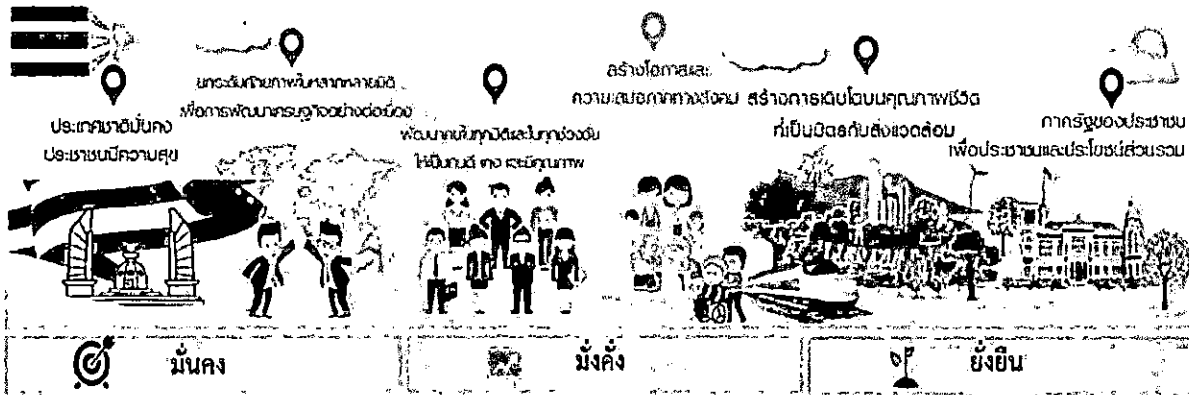 ประเทศชาติมั่นคง
ประชาชนมีความสุข
ยกระดับศักยภาพในหลากหลายมิติ
เพื่อการพัฒนาเศรษฐกิจอย่างต่อเนื่อง
พัฒนาคนในทุกมิติและในทุกช่วงวัย
ให้เป็นคนดี เก่ง และมีคุณภาพ
สร้างโอกาสและ
ความเสมอภาคทางสังคม
สร้างการเติบโตบนคุณภาพชีวิต
ที่เป็นมิตรกับสิ่งแวดล้อม
ภาครัฐของประชาชน
เพื่อประชาชนและประโยชน์ส่วนรวม
มั่นคง
มั่งคั่ง
ยั่งยืน